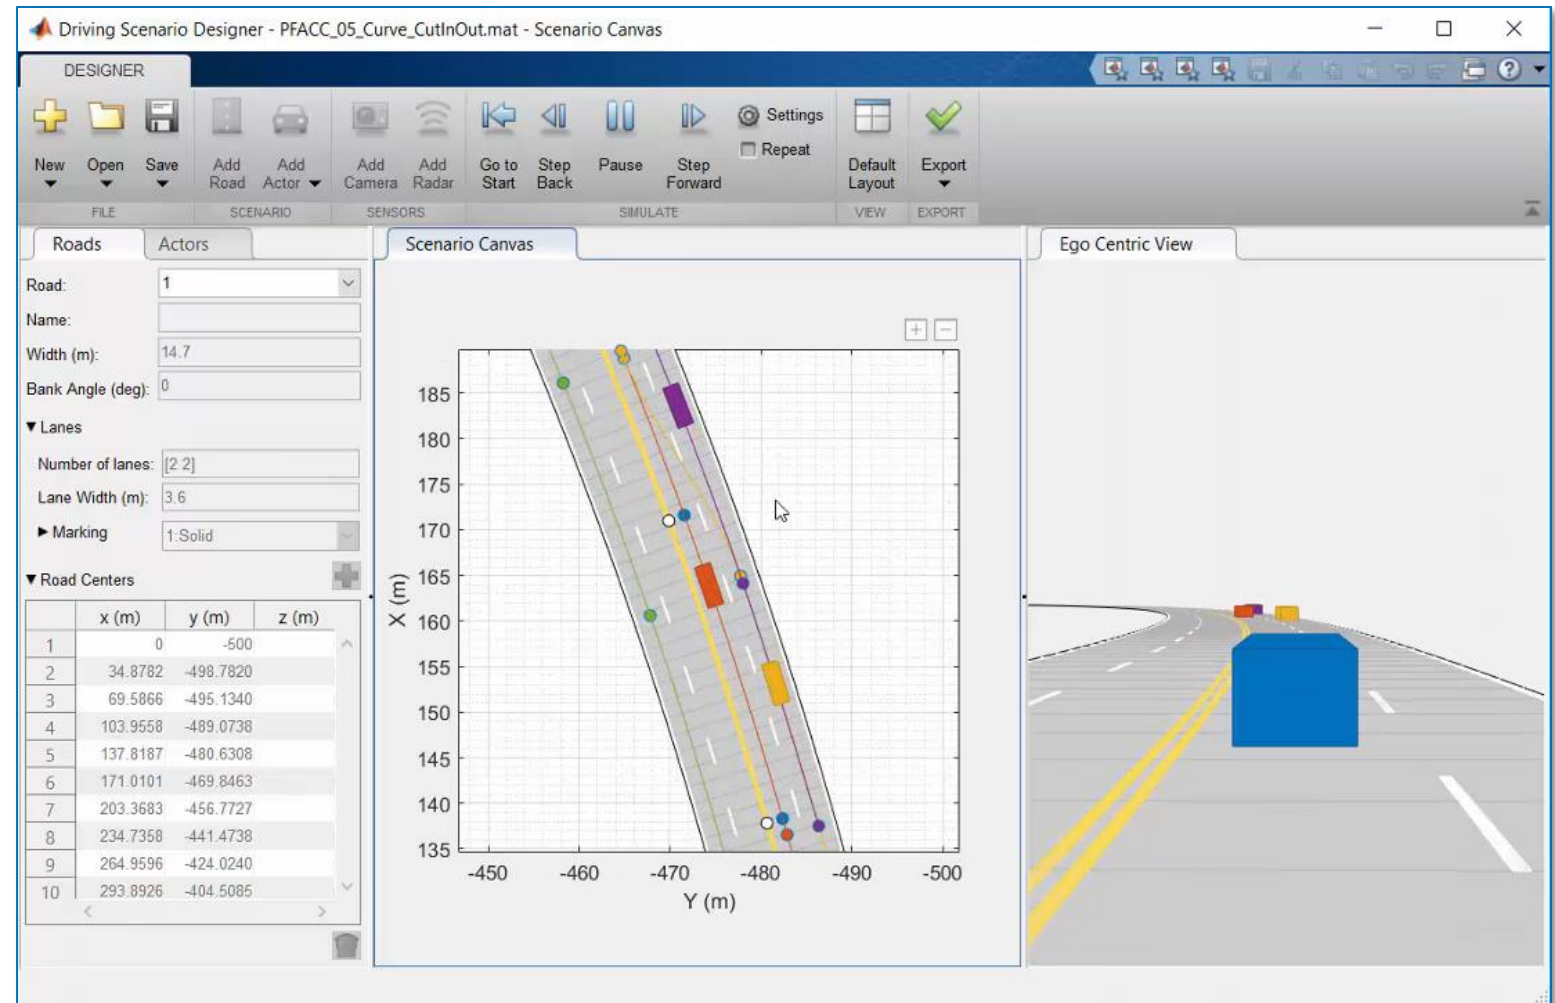 Driving Scenario Designer - PFACC_05_Curve_CutInOut.mat - Scenario Canvas
DESIGNER
New Open Save Add Road Add Actor Add Camera Add Radar Go to Start Step Back Pause Step Forward Settings Repeat Default Layout Export
FILE SCENARIO SENSORS SIMULATE VIEW EXPORT
Roads Actors
Road: 1
Name:
Width (m): 14.7
Bank Angle (deg): 0
Lanes
Number of lanes: [2 2]
Lane Width (m): 3.6
Marking 1:Solid
Road Centers
x (m) y (m) z (m)
1 0 -500
2 34.8782 -498.7820
3 69.5866 -495.1340
4 103.9558 -489.0738
5 137.8187 -480.6308
6 171.0101 -469.8463
7 203.3683 -456.7727
8 234.7358 -441.4738
9 264.9596 -424.0240
10 293.8926 -404.5085
Scenario Canvas
185
180
175
170
165
160
155
150
145
140
135
X (m)
-450 -460 -470 -480 -490 -500
Y (m)
Ego Centric View